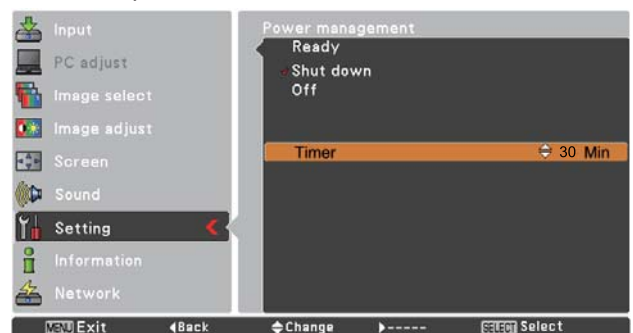 Input
PC adjust
Image select
Image adjust
Screen
Sound
Setting
Information
Network
Power management
Ready
Shut down
Off
Timer 30 Min
MENU Exit Back Change ----- SELECT Select